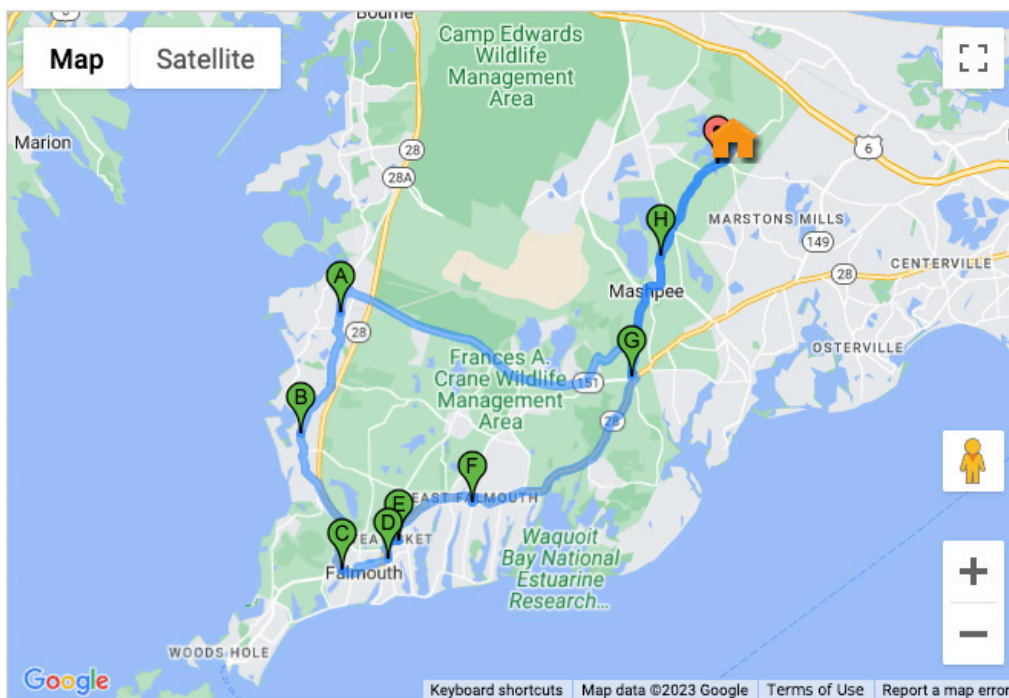 Bourne
Map
Satellite
Camp Edwards
Wildlife
Management
Area
Marion
28
28A
6
H
MARSTONS MILLS
149
CENTERVILLE
A
28
Mashpee
28
G
OSTERVILLE
Frances A.
Crane Wildlife
Management
Area
151
B
28
F
EAST FALMOUTH
E
D
C
Falmouth
Waquoit
Bay National
Estuarine
Research...
+
−
WOODS HOLE
Google
Keyboard shortcuts
Map data ©2023 Google
Terms of Use
Report a map error